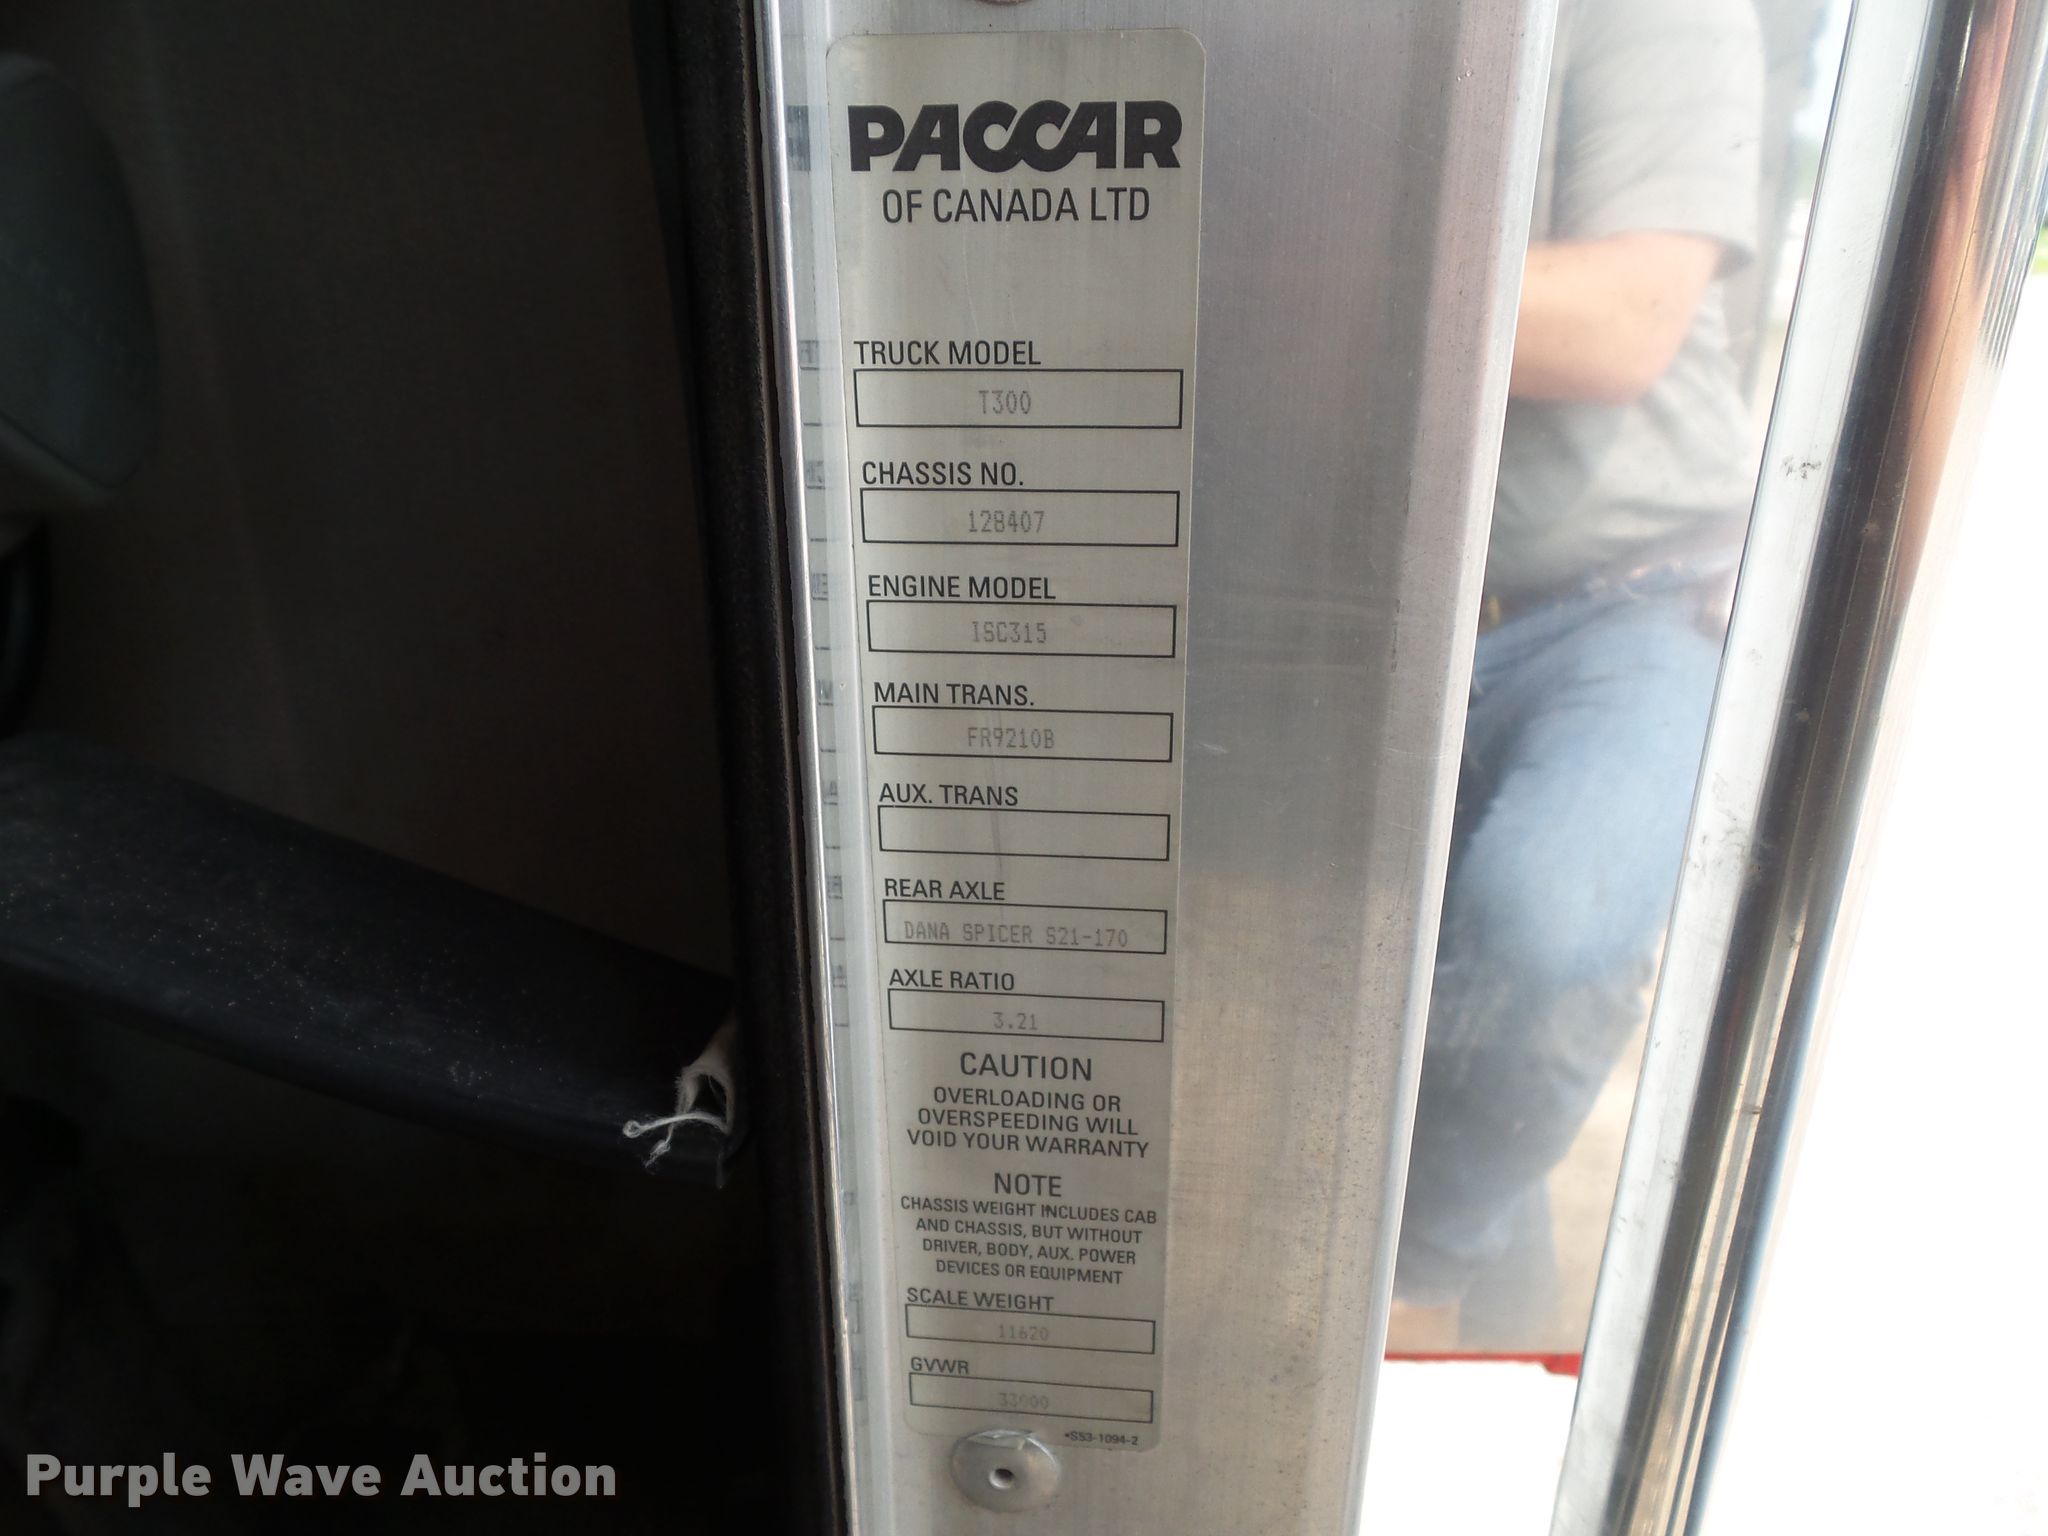 PACCAR
OF CANADA LTD
TRUCK MODEL
T300
CHASSIS NO.
128407
ENGINE MODEL
ISC315
MAIN TRANS.
FR9210B
AUX. TRANS
REAR AXLE
DANA SPICER S21-170
AXLE RATIO
3.21
CAUTION
OVERLOADING OR
OVERSPEEDING WILL
VOID YOUR WARRANTY
NOTE
CHASSIS WEIGHT INCLUDES CAB
AND CHASSIS, BUT WITHOUT
DRIVER, BODY, AUX. POWER
DEVICES OR EQUIPMENT
SCALE WEIGHT
11620
GVWR
33000
*S53-1094-2
Purple Wave Auction